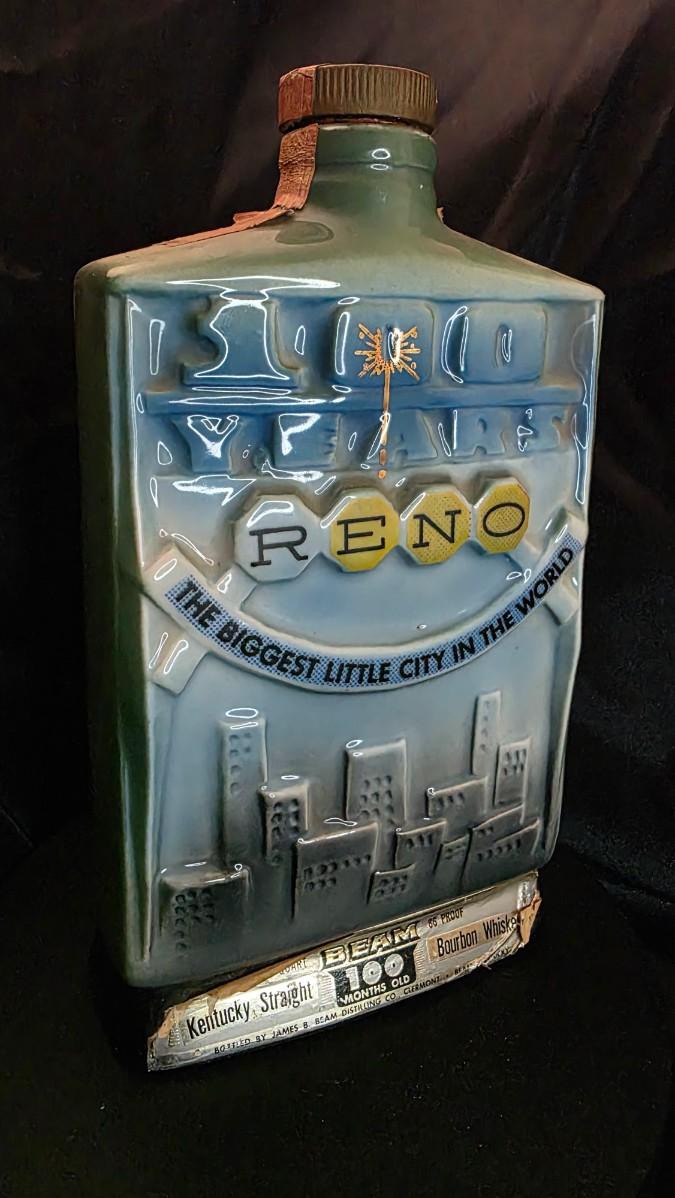 100
YEARS
RENO
THE BIGGEST LITTLE CITY IN THE WORLD
BEAM
86 PROOF
Kentucky Straight
100
MONTHS OLD
Bourbon Whiske
BOTTLED BY JAMES B. BEAM DISTILLING CO., CLERMONT